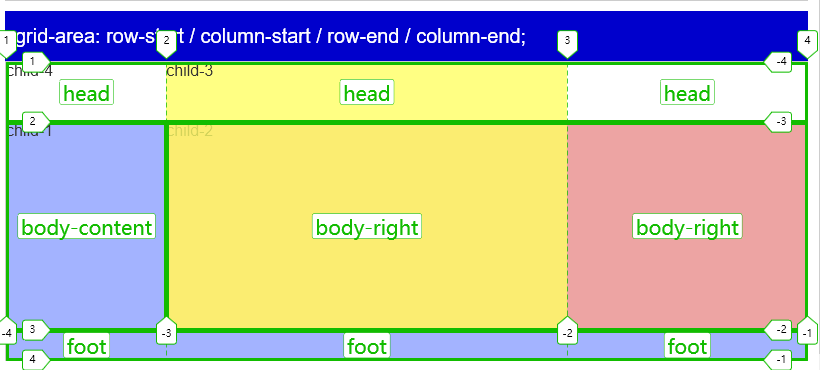 grid-area: row-start / column-start / row-end / column-end;
1 2 3 4
1 -4
child-4 child-3
head head head
2 -3
child-1 child-2
body-content body-right body-right
-4 3 -3 -2 -2 -1
foot foot foot
4 -1